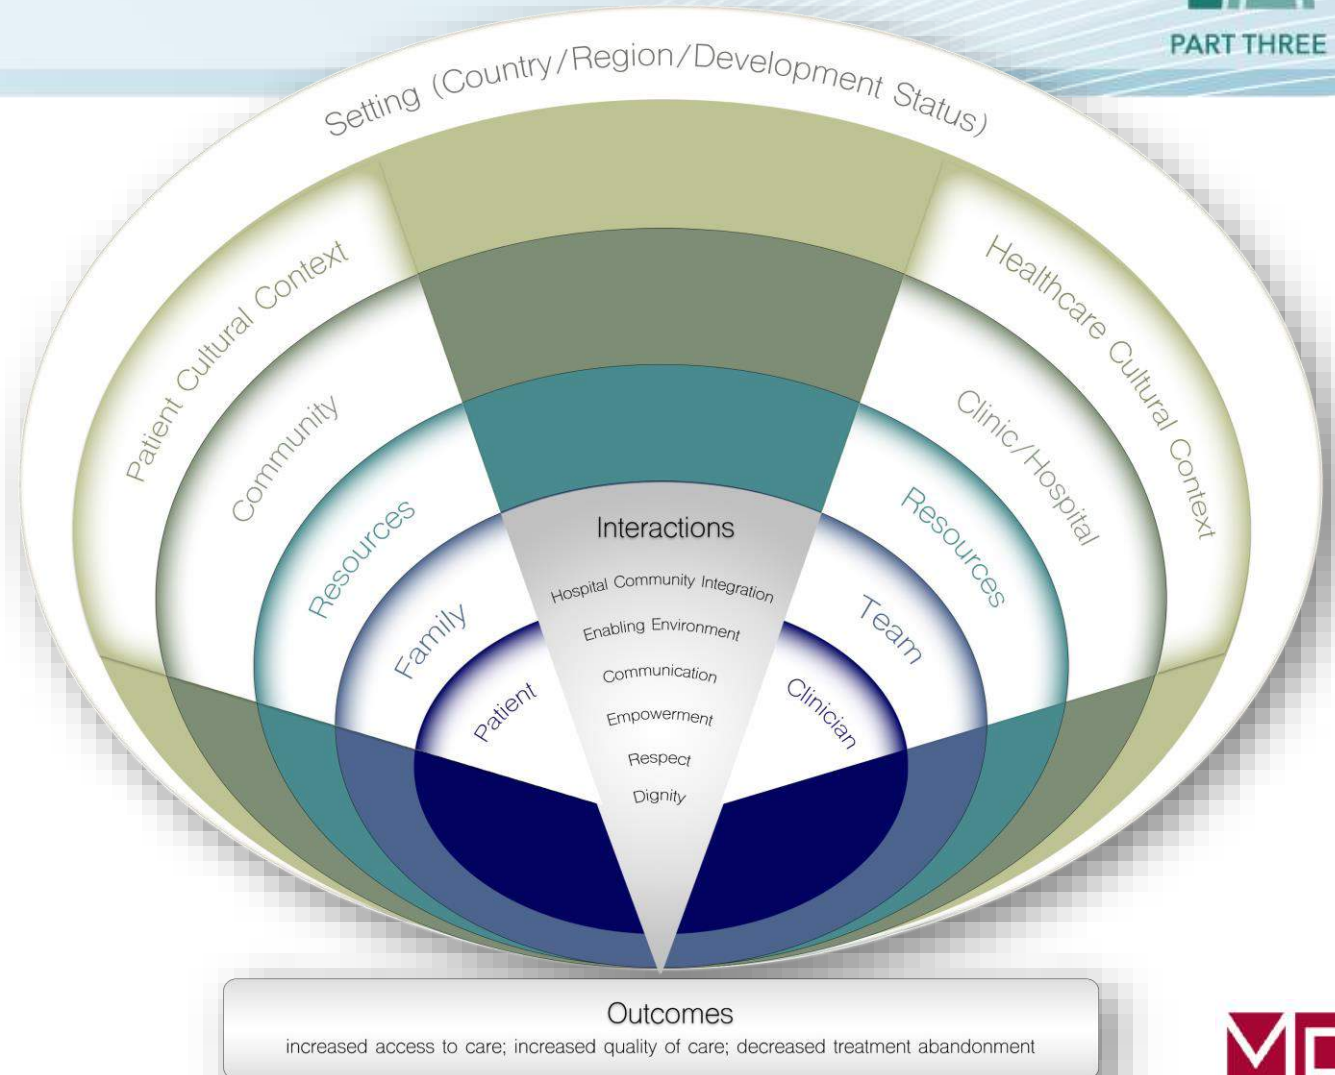 PART THREE
Setting (Country/Region/Development Status)
Patient Cultural Context
Community
Resources
Family
Patient
Healthcare Cultural Context
Clinic/Hospital
Resources
Team
Clinician
Interactions
Hospital Community Integration
Enabling Environment
Communication
Empowerment
Respect
Dignity
Outcomes
increased access to care; increased quality of care; decreased treatment abandonment